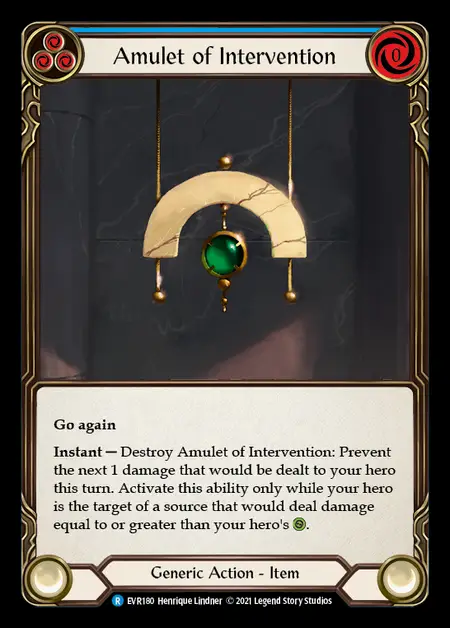 Amulet of Intervention
0
Go again
Instant — Destroy Amulet of Intervention: Prevent
the next 1 damage that would be dealt to your hero
this turn. Activate this ability only while your hero
is the target of a source that would deal damage
equal to or greater than your hero's .
Generic Action - Item
R EVR180 Henrique Lindner © 2021 Legend Story Studios